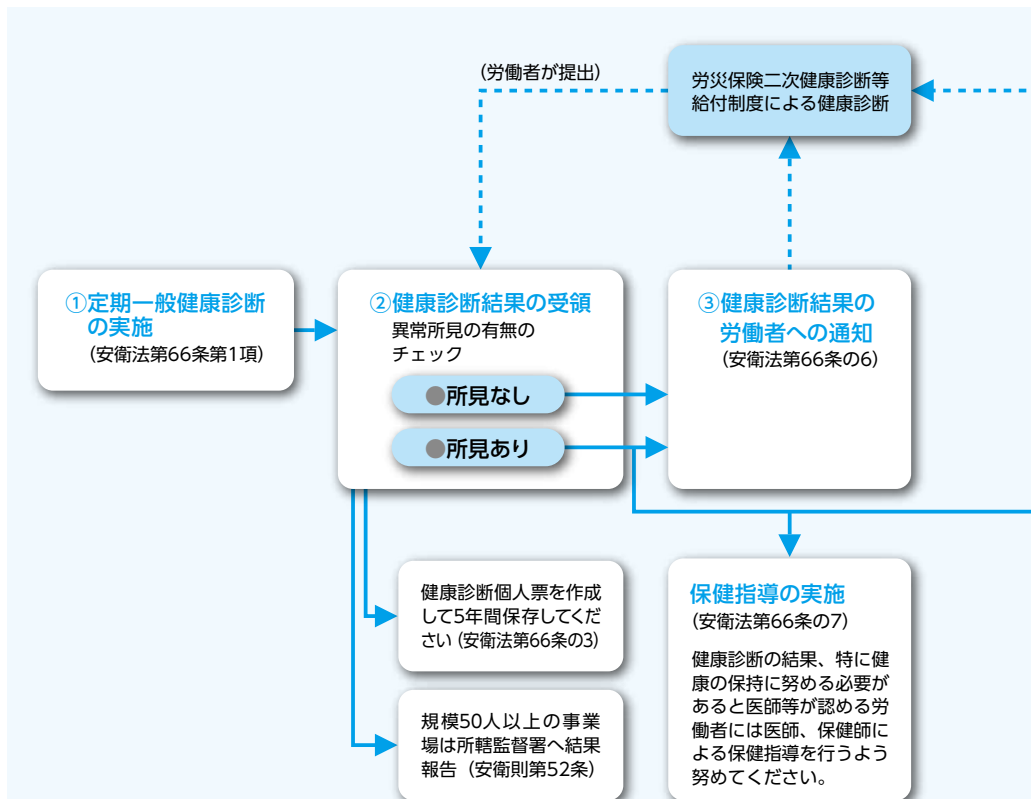 (労働者が提出)
労災保険二次健康診断等
給付制度による健康診断
①定期一般健康診断
の実施
(安衛法第66条第1項)
②健康診断結果の受領
異常所見の有無の
チェック
●所見なし
●所見あり
③健康診断結果の
労働者への通知
(安衛法第66条の6)
健康診断個人票を作成
して5年間保存してくだ
さい(安衛法第66条の3)
規模50人以上の事業
場は所轄監督署へ結果
報告(安衛則第52条)
保健指導の実施
(安衛法第66条の7)
健康診断の結果、特に健
康の保持に努める必要が
あると医師等が認める労
働者には医師、保健師に
よる保健指導を行うよう
努めてください。